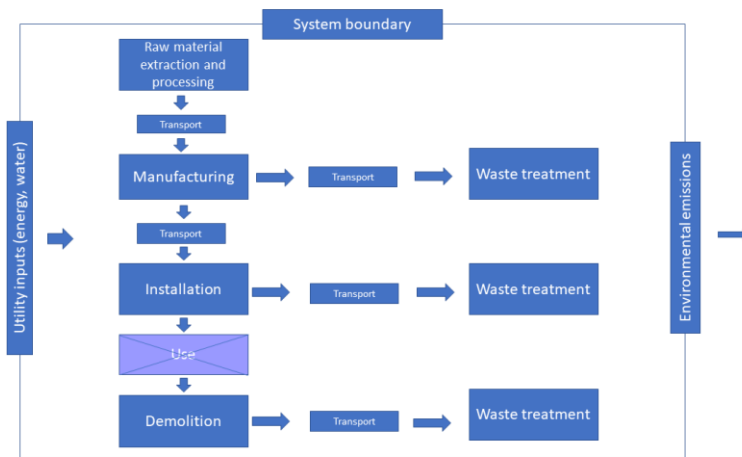 System boundary
Raw material
extraction and
processing
Transport
Manufacturing
Transport
Waste treatment
Transport
Installation
Transport
Waste treatment
Use
Demolition
Transport
Waste treatment
Utility inputs (energy, water)
Environmental emissions